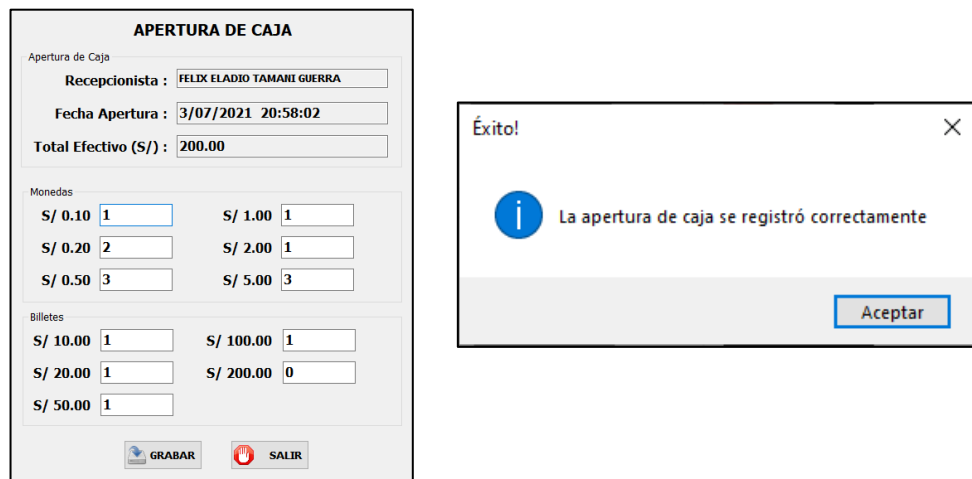 APERTURA DE CAJA
Apertura de Caja
Recepcionista : FELIX ELADIO TAMANI GUERRA
Fecha Apertura : 3/07/2021 20:58:02
Total Efectivo (S/) : 200.00
Monedas
S/ 0.10 1 S/ 1.00 1
S/ 0.20 2 S/ 2.00 1
S/ 0.50 3 S/ 5.00 3
Billetes
S/ 10.00 1 S/ 100.00 1
S/ 20.00 1 S/ 200.00 0
S/ 50.00 1
GRABAR SALIR
Éxito!
La apertura de caja se registró correctamente
Aceptar